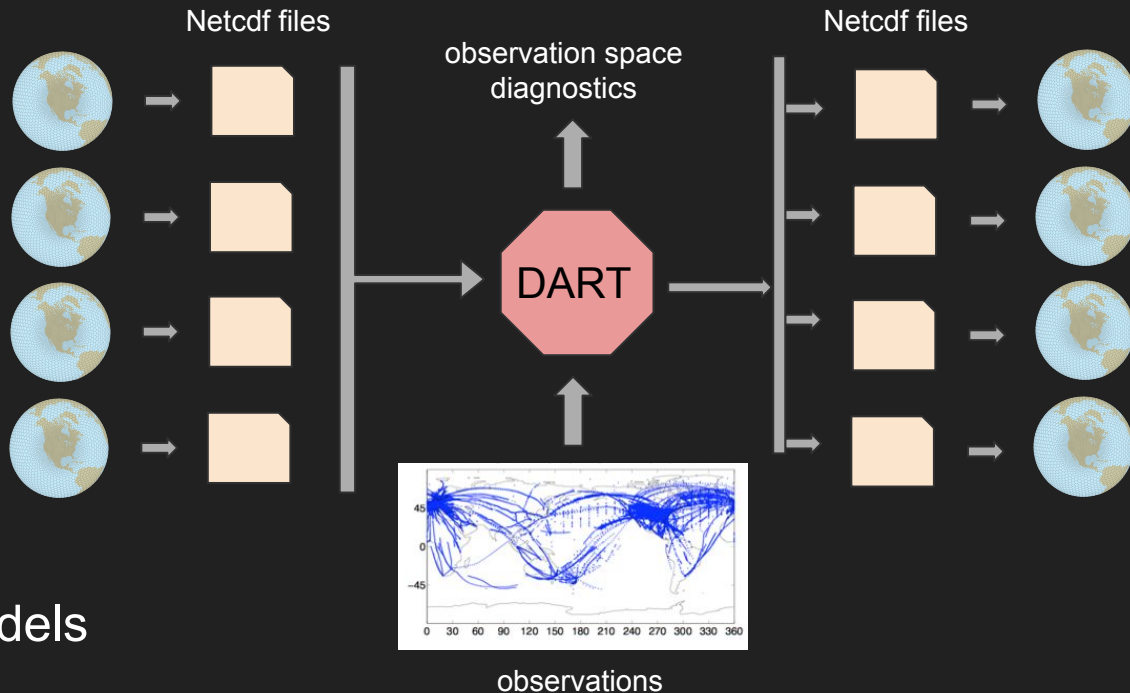 Netcdf files
Netcdf files
observation space
diagnostics
DART
45
0
-45
0 30 60 90 120 150 180 210 240 270 300 330 360
dels
observations